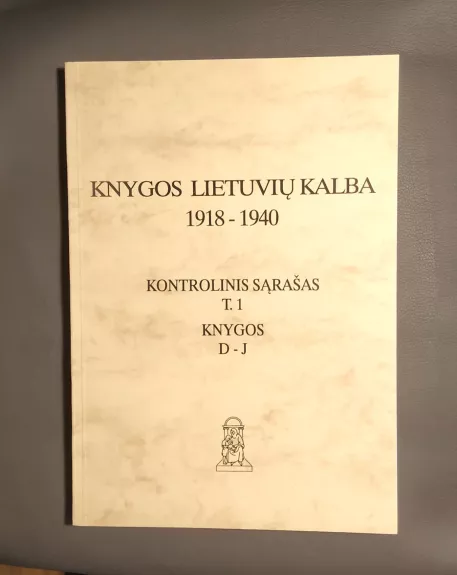 KNYGOS LIETUVIŲ KALBA
1918 - 1940
KONTROLINIS SĄRAŠAS
T. 1
KNYGOS
D - J